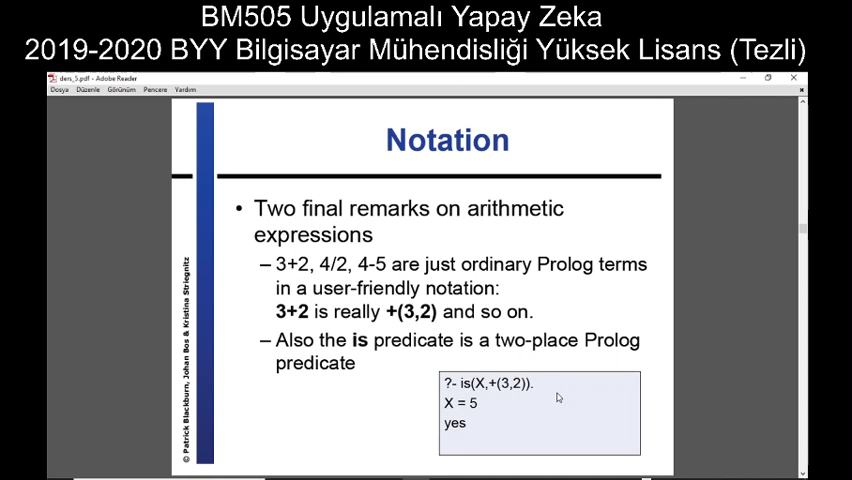 BM505 Uygulamalı Yapay Zeka
2019-2020 BYY Bilgisayar Mühendisliği Yüksek Lisans (Tezli)
ders_5.pdf - Adobe Reader
Dosya Düzenle Görünüm Pencere Yardım
Notation
• Two final remarks on arithmetic
expressions
– 3+2, 4/2, 4-5 are just ordinary Prolog terms
in a user-friendly notation:
3+2 is really +(3,2) and so on.
– Also the is predicate is a two-place Prolog
predicate
?- is(X,+(3,2)).
X = 5
yes
© Patrick Blackburn, Johan Bos & Kristina Striegnitz